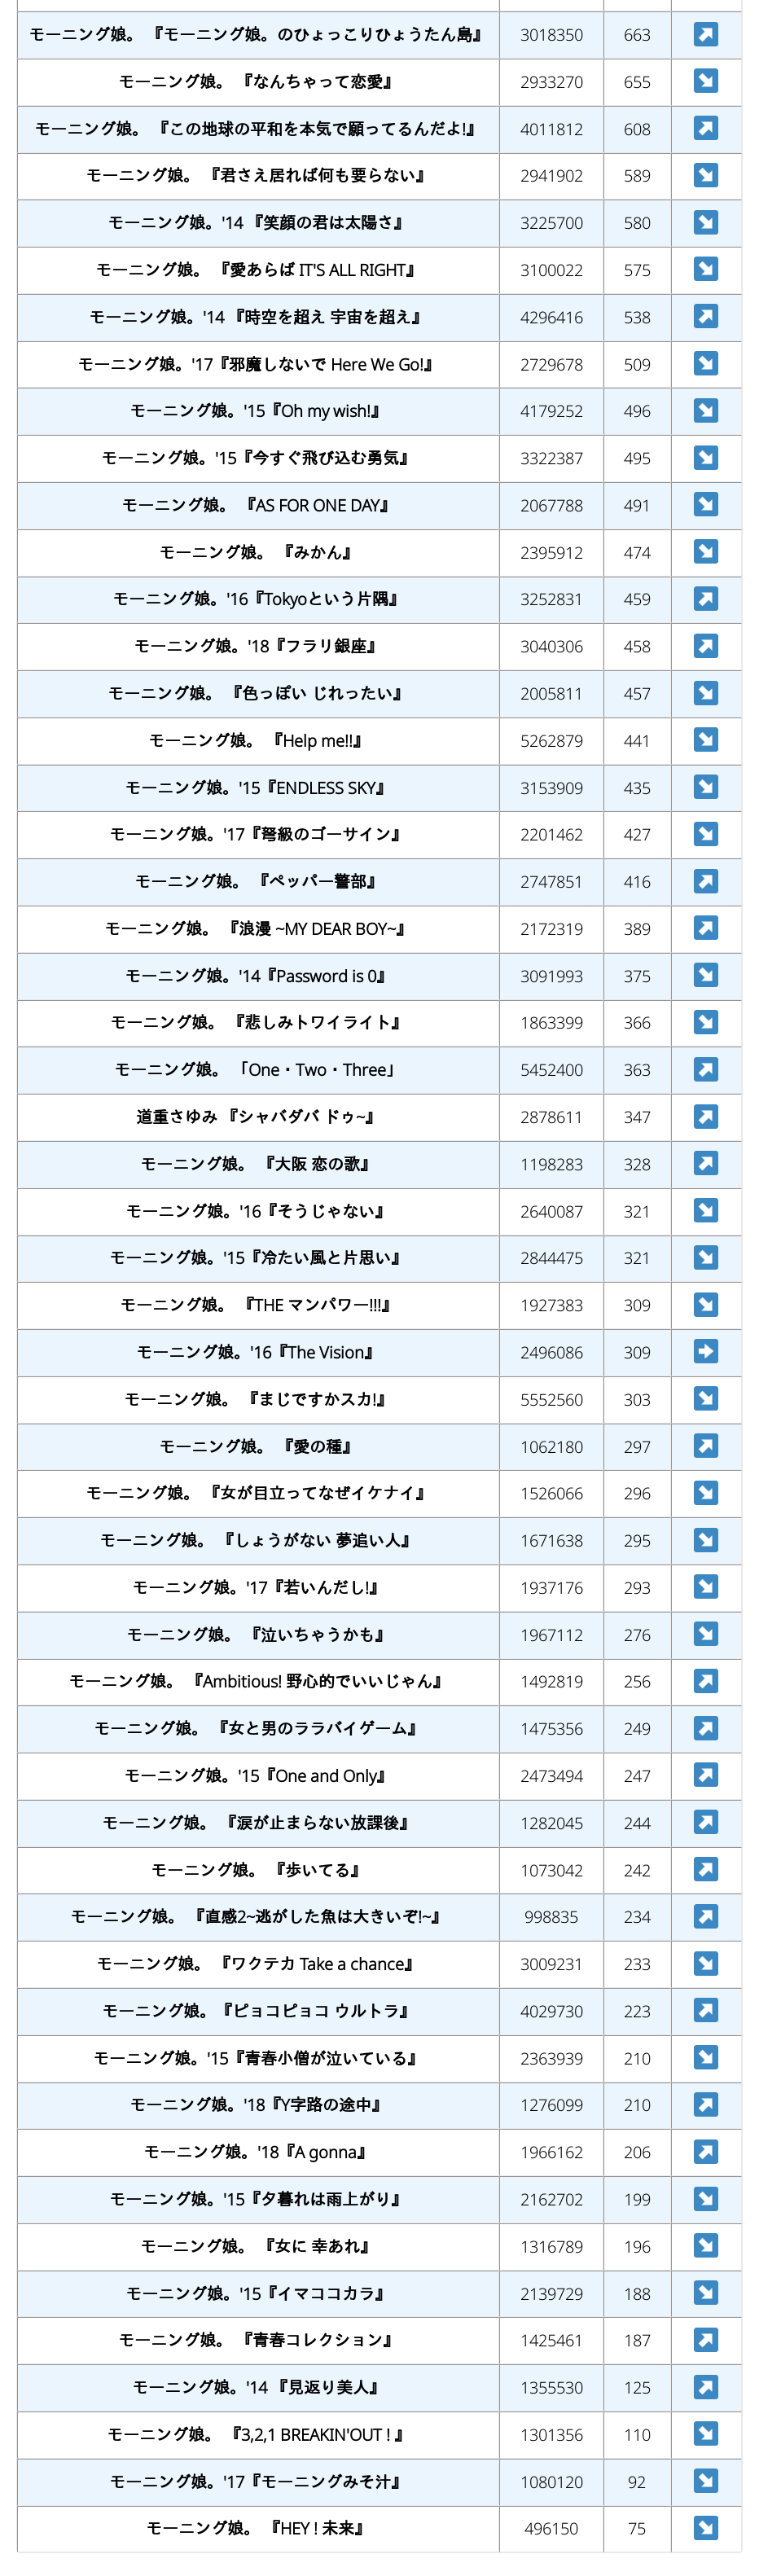 モーニング娘。 『モーニング娘。のひょっこりひょうたん島』 3018350 663 ↗
モーニング娘。 『なんちゃって恋愛』 2933270 655 ↘
モーニング娘。 『この地球の平和を本気で願ってるんだよ!』 4011812 608 ↗
モーニング娘。 『君さえ居れば何も要らない』 2941902 589 ↘
モーニング娘。'14 『笑顔の君は太陽さ』 3225700 580 ↘
モーニング娘。 『愛あらば IT'S ALL RIGHT』 3100022 575 ↘
モーニング娘。'14 『時空を超え 宇宙を超え』 4296416 538 ↗
モーニング娘。'17『邪魔しないで Here We Go!』 2729678 509 ↘
モーニング娘。'15『Oh my wish!』 4179252 496 ↘
モーニング娘。'15『今すぐ飛び込む勇気』 3322387 495 ↘
モーニング娘。 『AS FOR ONE DAY』 2067788 491 ↘
モーニング娘。 『みかん』 2395912 474 ↘
モーニング娘。'16『Tokyoという片隅』 3252831 459 ↗
モーニング娘。'18『フラリ銀座』 3040306 458 ↗
モーニング娘。 『色っぽい じれったい』 2005811 457 ↘
モーニング娘。 『Help me!!』 5262879 441 ↘
モーニング娘。'15『ENDLESS SKY』 3153909 435 ↘
モーニング娘。'17『弩級のゴーサイン』 2201462 427 ↘
モーニング娘。 『ペッパー警部』 2747851 416 ↗
モーニング娘。 『浪漫 ~MY DEAR BOY~』 2172319 389 ↗
モーニング娘。'14『Password is 0』 3091993 375 ↘
モーニング娘。 『悲しみトワイライト』 1863399 366 ↘
モーニング娘。 「One・Two・Three」 5452400 363 ↗
道重さゆみ 『シャバダバ ドゥ~』 2878611 347 ↗
モーニング娘。 『大阪 恋の歌』 1198283 328 ↗
モーニング娘。'16『そうじゃない』 2640087 321 ↘
モーニング娘。'15『冷たい風と片思い』 2844475 321 ↘
モーニング娘。 『THE マンパワー!!!』 1927383 309 ↘
モーニング娘。'16『The Vision』 2496086 309 ➡
モーニング娘。 『まじですかスカ!』 5552560 303 ↘
モーニング娘。 『愛の種』 1062180 297 ↗
モーニング娘。 『女が目立ってなぜイケナイ』 1526066 296 ↘
モーニング娘。 『しょうがない 夢追い人』 1671638 295 ↘
モーニング娘。'17『若いんだし!』 1937176 293 ↘
モーニング娘。 『泣いちゃうかも』 1967112 276 ↘
モーニング娘。 『Ambitious! 野心的でいいじゃん』 1492819 256 ↗
モーニング娘。 『女と男のララバイゲーム』 1475356 249 ↗
モーニング娘。'15『One and Only』 2473494 247 ↗
モーニング娘。 『涙が止まらない放課後』 1282045 244 ↗
モーニング娘。 『歩いてる』 1073042 242 ↗
モーニング娘。 『直感2~逃がした魚は大きいぞ!~』 998835 234 ↗
モーニング娘。 『ワクテカ Take a chance』 3009231 233 ↘
モーニング娘。『ピョコピョコ ウルトラ』 4029730 223 ↗
モーニング娘。'15『青春小僧が泣いている』 2363939 210 ↘
モーニング娘。'18『Y字路の途中』 1276099 210 ↗
モーニング娘。'18『A gonna』 1966162 206 ↗
モーニング娘。'15『夕暮れは雨上がり』 2162702 199 ↘
モーニング娘。 『女に 幸あれ』 1316789 196 ↘
モーニング娘。'15『イマココカラ』 2139729 188 ↘
モーニング娘。 『青春コレクション』 1425461 187 ↗
モーニング娘。'14 『見返り美人』 1355530 125 ↗
モーニング娘。 『3,2,1 BREAKIN'OUT ! 』 1301356 110 ↘
モーニング娘。'17『モーニングみそ汁』 1080120 92 ↘
モーニング娘。 『HEY ! 未来』 496150 75 ↘